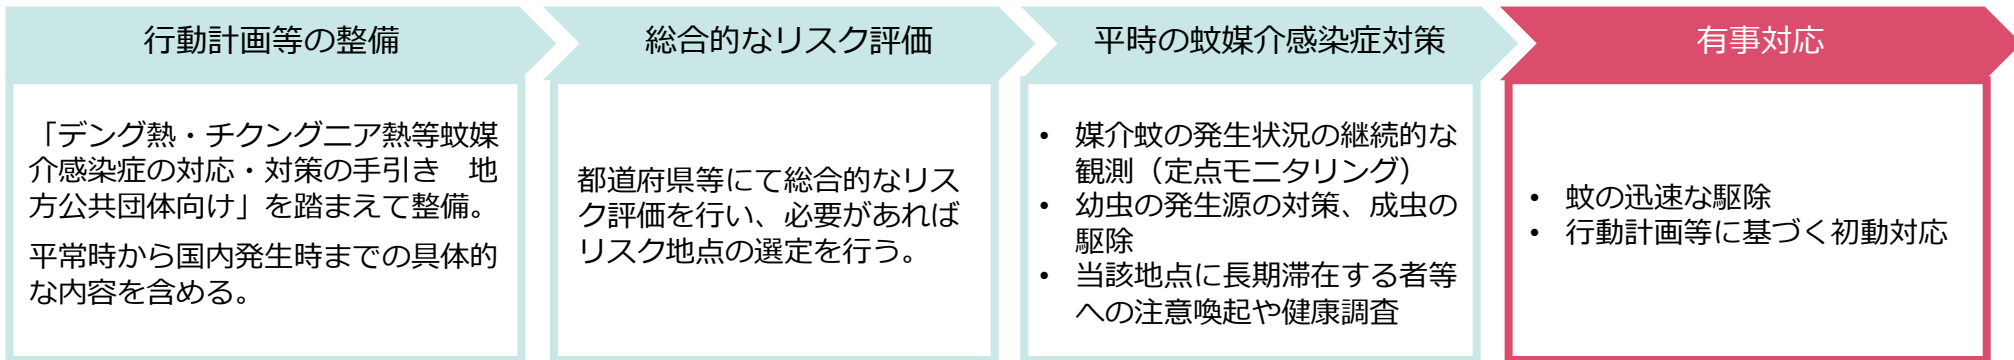 行動計画等の整備
「デング熱・チクングニア熱等蚊媒
介感染症の対応・対策の手引き　地
方公共団体向け」を踏まえて整備。
平常時から国内発生時までの具体的
な内容を含める。
総合的なリスク評価
都道府県等にて総合的なリス
ク評価を行い、必要があれば
リスク地点の選定を行う。
平時の蚊媒介感染症対策
• 媒介蚊の発生状況の継続的な
観測（定点モニタリング）
• 幼虫の発生源の対策、成虫の
駆除
• 当該地点に長期滞在する者等
への注意喚起や健康調査
有事対応
• 蚊の迅速な駆除
• 行動計画等に基づく初動対応